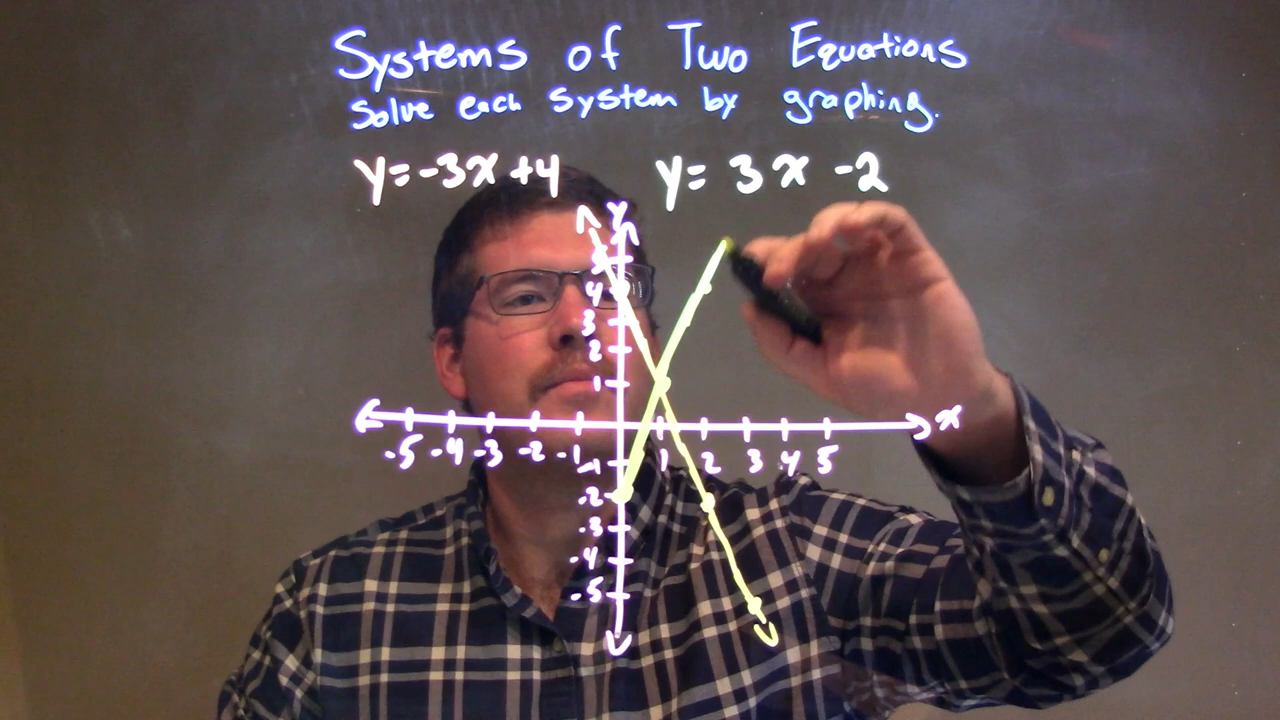 Systems of Two Equations
Solve each system by graphing.
y=-3x+4 y=3x-2
y
5
4
3
2
1
-5 -4 -3 -2 -1 1 2 3 4 5 x
-1
-2
-3
-4
-5